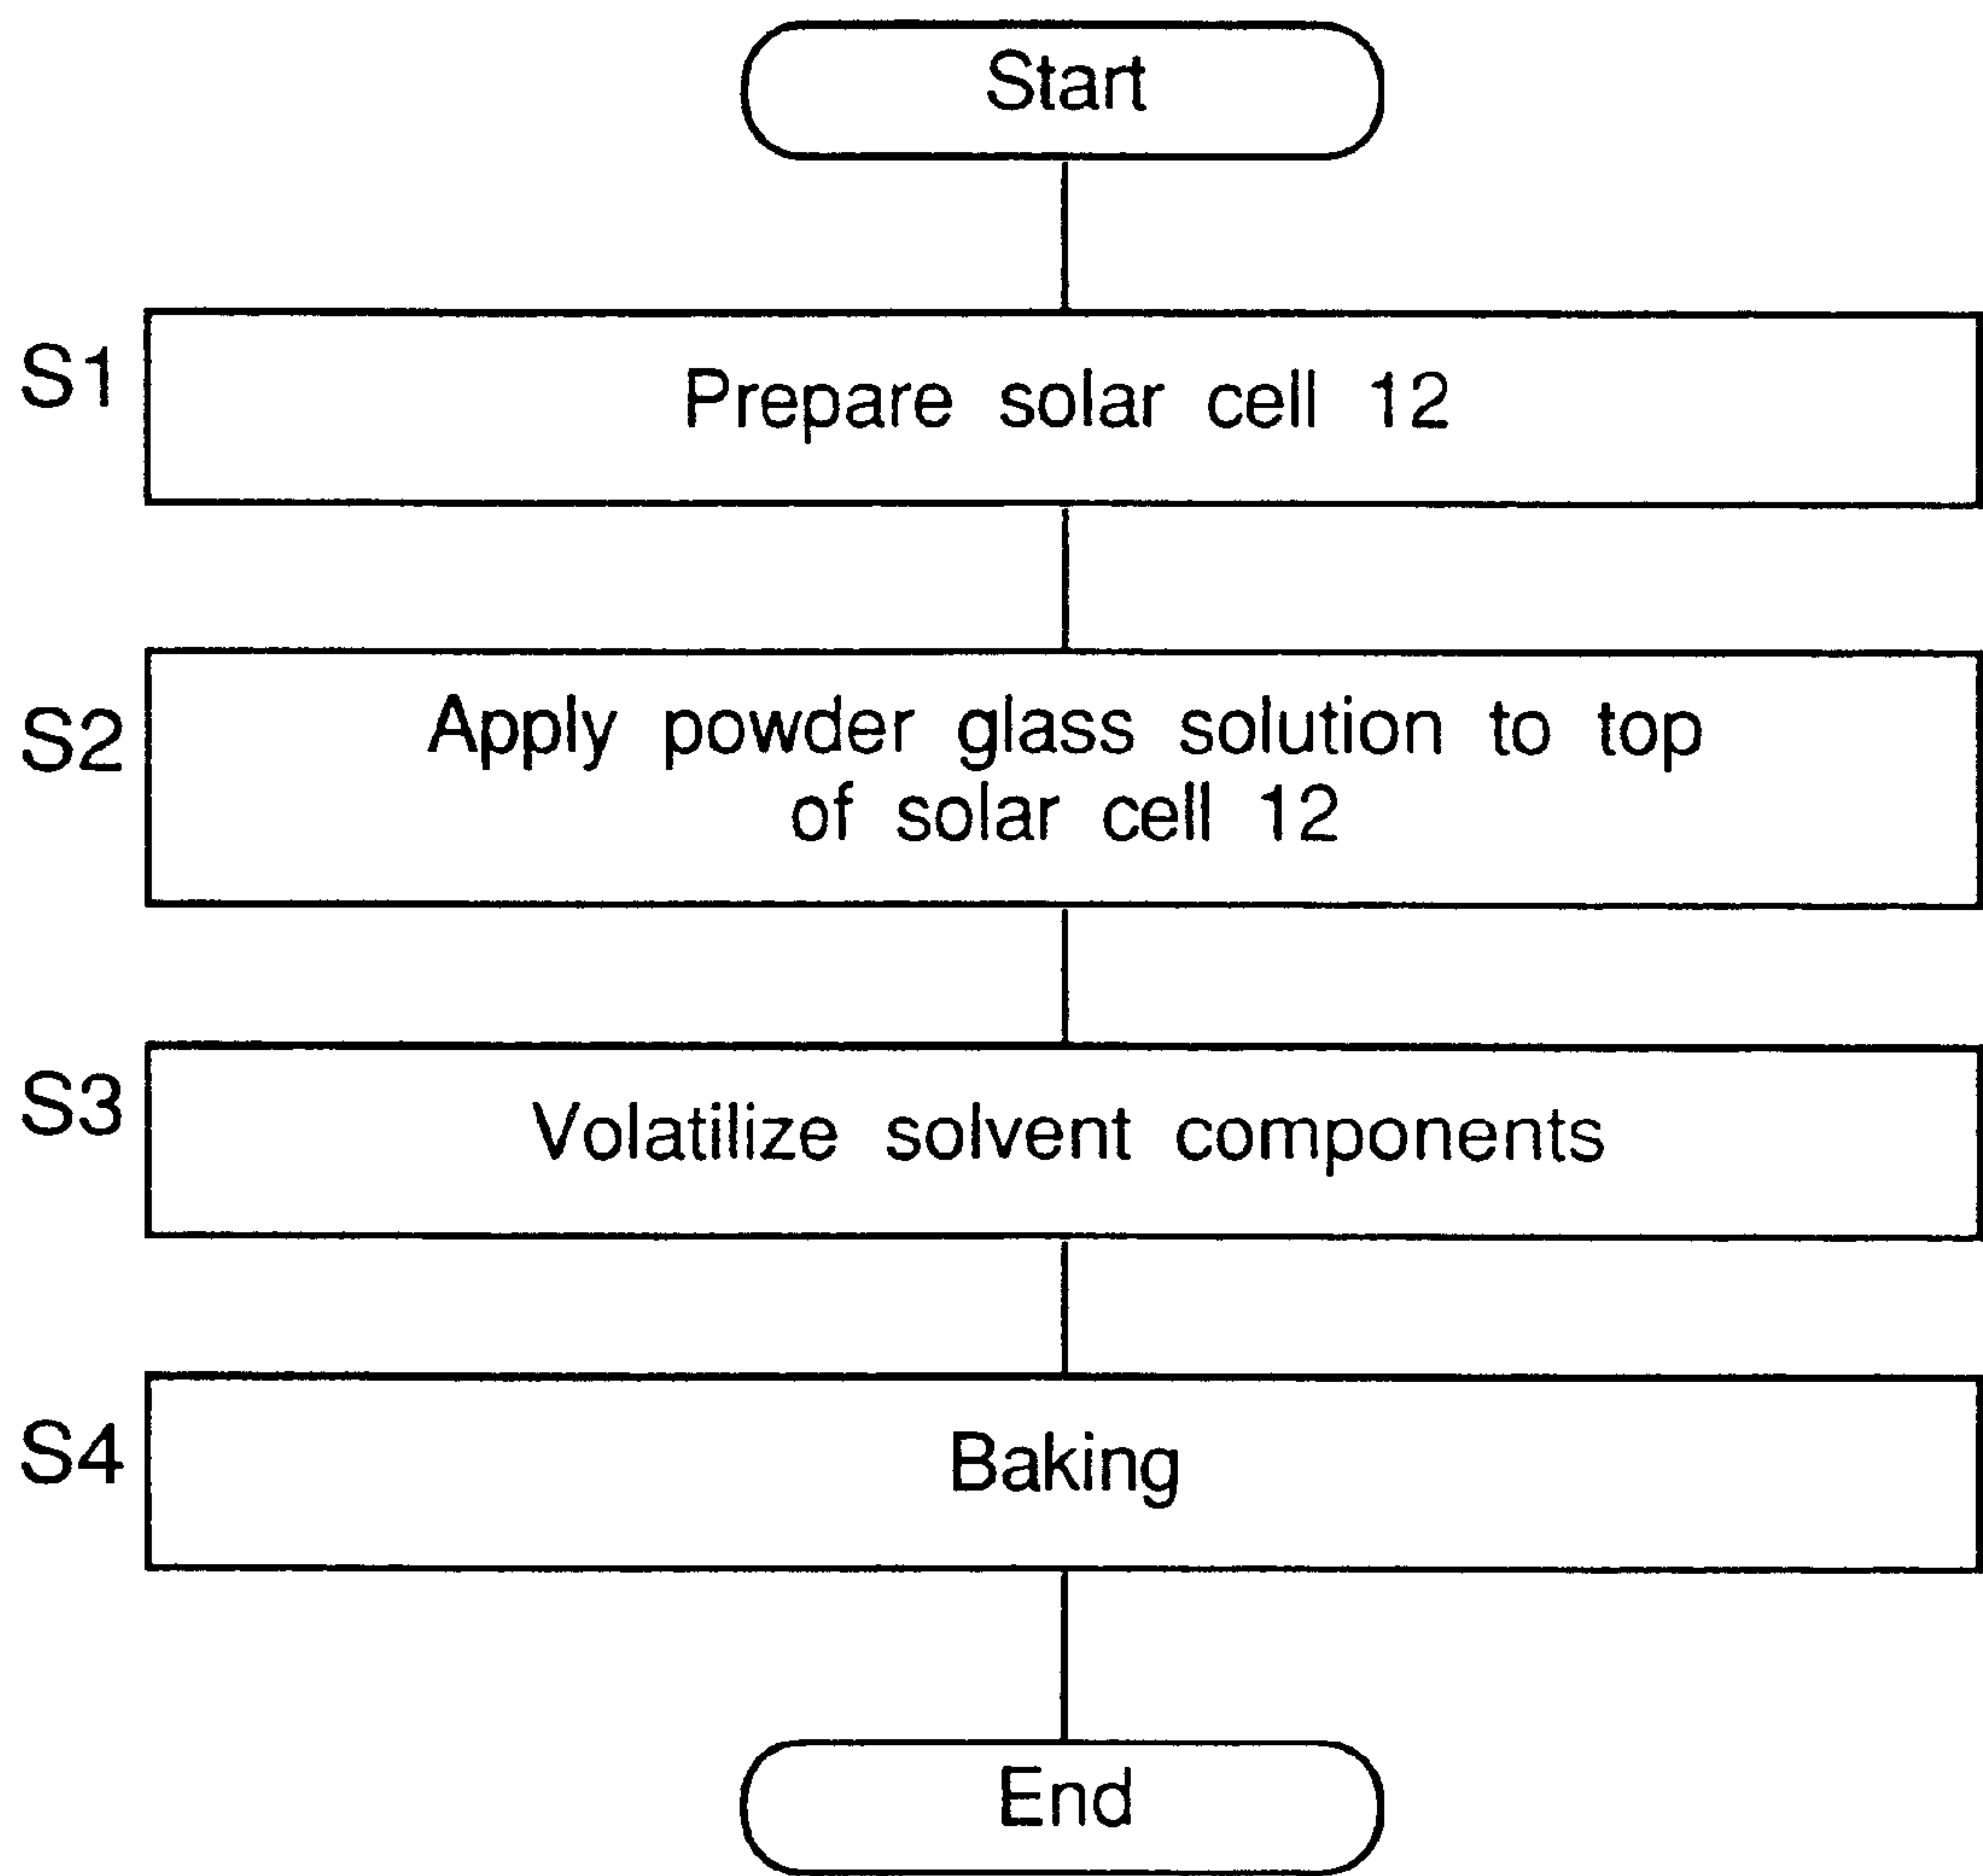 Start
S1
Prepare solar cell 12
S2
Apply powder glass solution to top
of solar cell 12
S3
Volatilize solvent components
S4
Baking
End